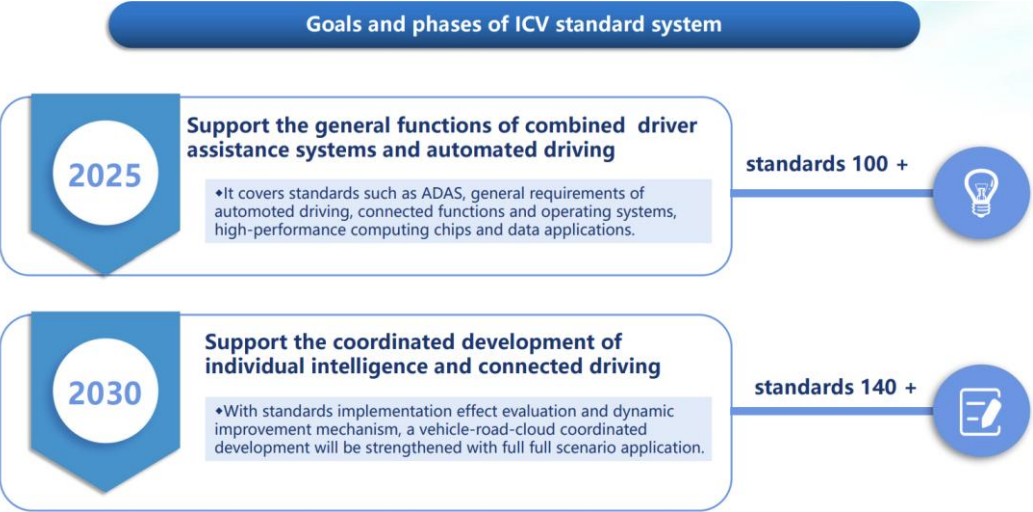 Goals and phases of ICV standard system
2025
Support the general functions of combined driver
assistance systems and automated driving
◆It covers standards such as ADAS, general requirements of
automoted driving, connected functions and operating systems,
high-performance computing chips and data applications.
standards 100 +
2030
Support the coordinated development of
individual intelligence and connected driving
◆With standards implementation effect evaluation and dynamic
improvement mechanism, a vehicle-road-cloud coordinated
development will be strengthened with full full scenario application.
standards 140 +